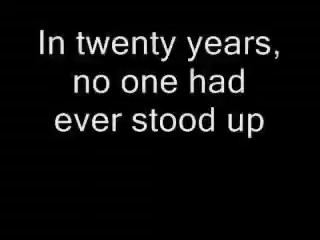 In twenty years,
no one had
ever stood up